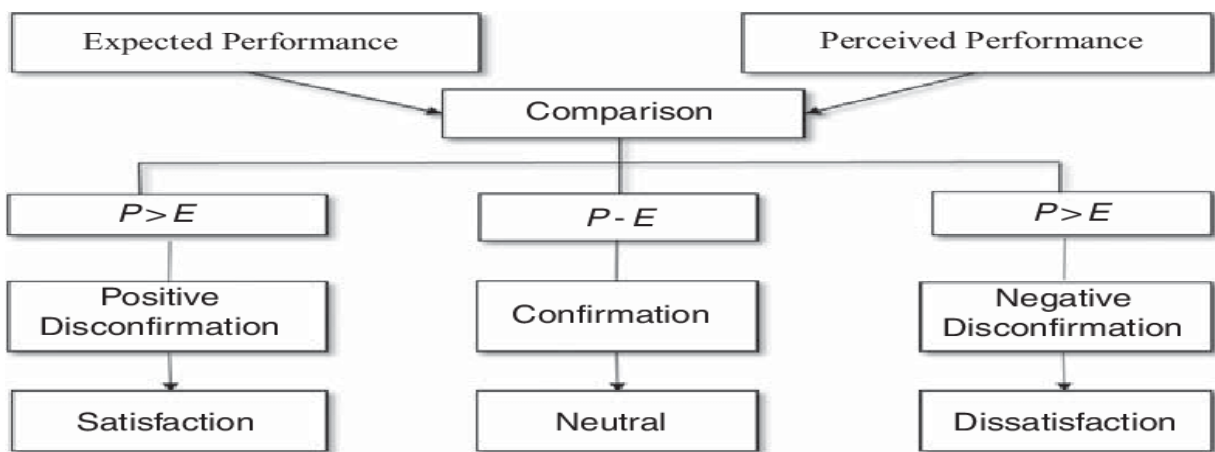 Expected Performance
Perceived Performance
Comparison
P > E
P - E
P > E
Positive
Disconfirmation
Confirmation
Negative
Disconfirmation
Satisfaction
Neutral
Dissatisfaction